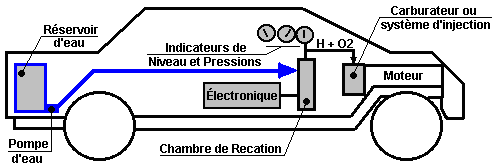 Réservoir
d'eau
Indicateurs de
Niveau et Pressions
H + O2
Carburateur ou
système d'injection
Moteur
Électronique
Pompe
d'eau
Chambre de Recation